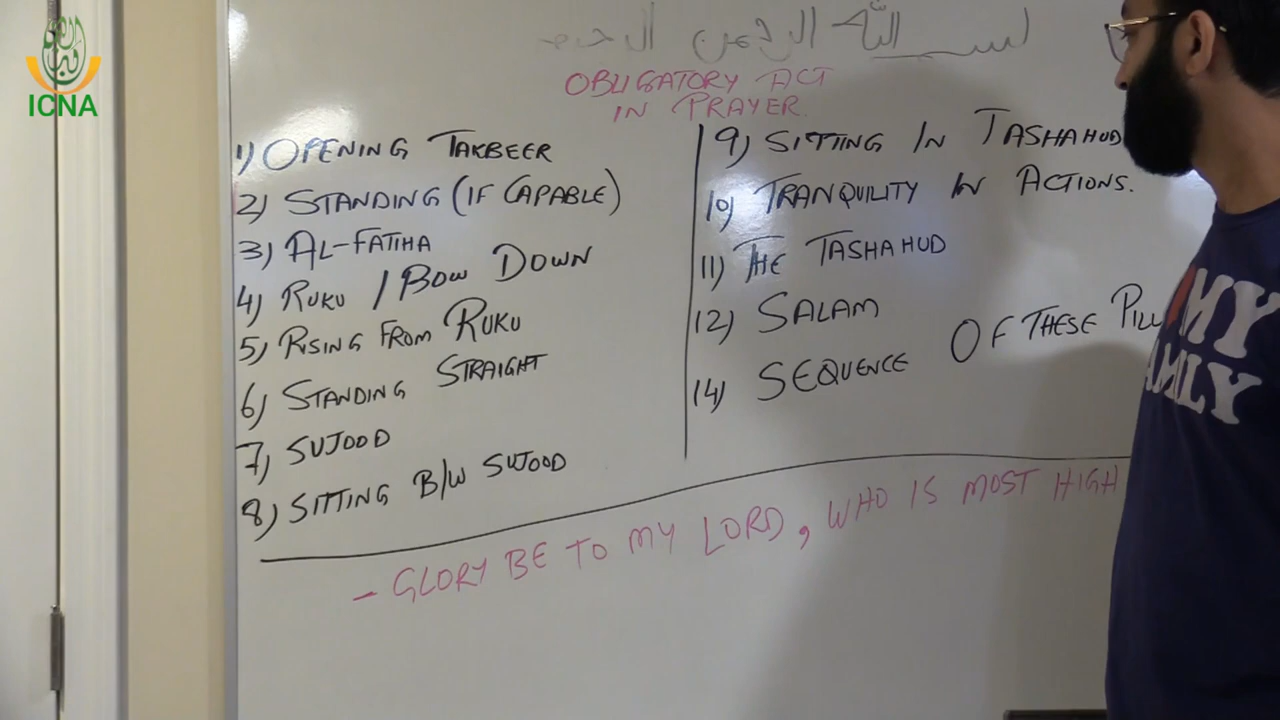 ICNA
بسم الله الرحمن الرحيم
OBLIGATORY ACT
IN PRAYER.
1) OPENING TAKBEER
2) STANDING (IF CAPABLE)
3) AL-FATIHA
4) RUKU / BOW DOWN
5) RISING FROM RUKU
6) STANDING STRAIGHT
7) SUJOOD
8) SITTING B/W SUJOOD
9) SITTING IN TASHAHUD
10) TRANQUILITY IN ACTIONS.
11) THE TASHAHUD
12) SALAM
14) SEQUENCE OF THESE PILL
- GLORY BE TO MY LORD, WHO IS MOST HIGH
MY
FAMILY